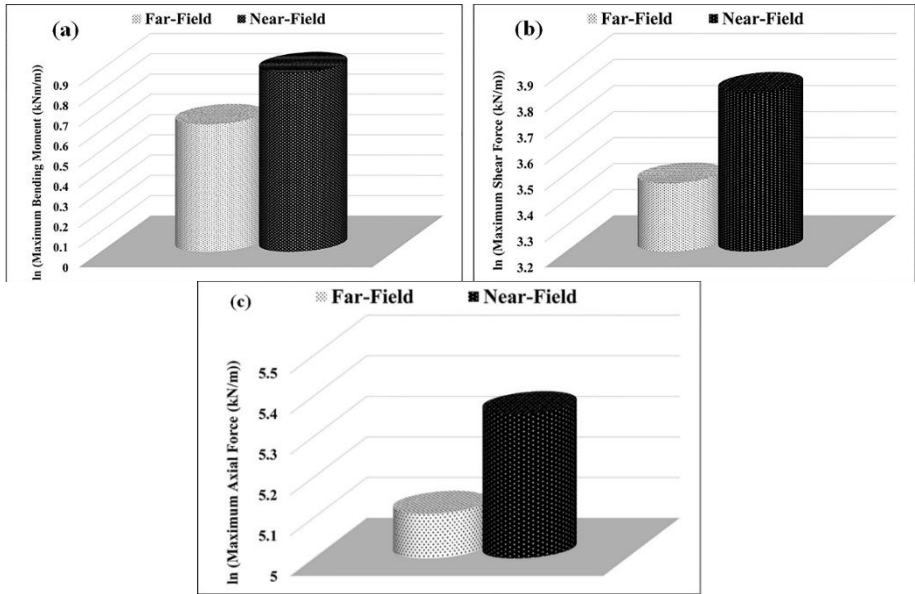 (a)
Far-Field Near-Field
ln (Maximum Bending Moment (kNm/m))
0.9
0.8
0.7
0.6
0.5
0.4
0.3
0.2
0.1
0
(b)
Far-Field Near-Field
ln (Maximum Shear Force (kN/m))
3.9
3.8
3.7
3.6
3.5
3.4
3.3
3.2
(c)
Far-Field Near-Field
ln (Maximum Axial Force (kN/m))
5.5
5.4
5.3
5.2
5.1
5